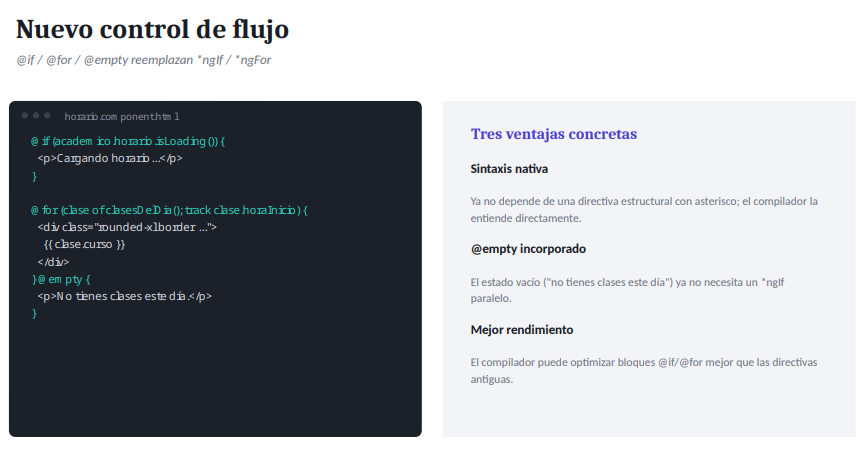 Nuevo control de flujo
@if / @for / @empty reemplazan *ngIf / *ngFor
horario.component.html
@if (academico.horario.isLoading()) {
<p>Cargando horario...</p>
}
@for (clase of clasesDelDia(); track clase.horaInicio) {
<div class="rounded-xl border ...">
{{ clase.curso }}
</div>
} @empty {
<p>No tienes clases este día.</p>
}
Tres ventajas concretas
Sintaxis nativa
Ya no depende de una directiva estructural con asterisco; el compilador la
entiende directamente.
@empty incorporado
El estado vacío ("no tienes clases este día") ya no necesita un *ngIf
paralelo.
Mejor rendimiento
El compilador puede optimizar bloques @if/@for mejor que las directivas
antiguas.